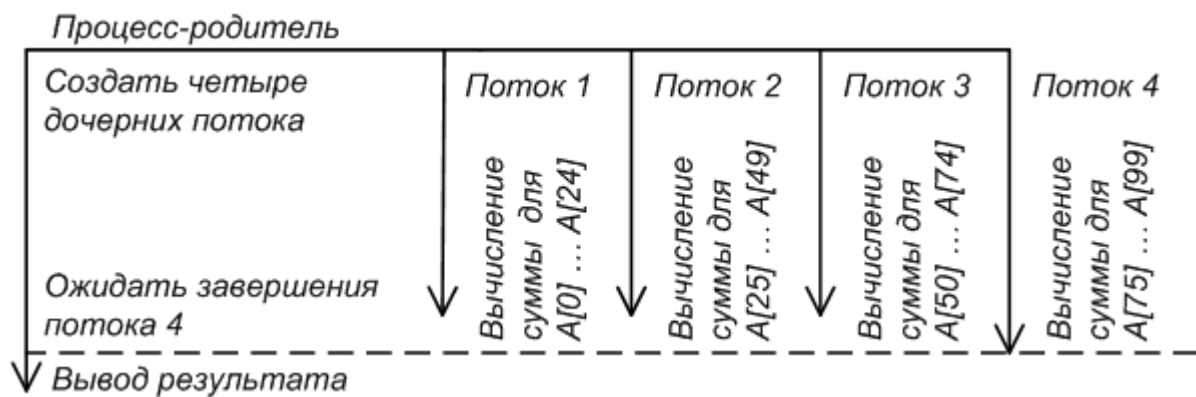 Процесс-родитель
Создать четыре
дочерних потока
Ожидать завершения
потока 4
Вывод результата
Поток 1
Вычисление
суммы для
A[0] ... A[24]
Поток 2
Вычисление
суммы для
A[25] ... A[49]
Поток 3
Вычисление
суммы для
A[50] ... A[74]
Поток 4
Вычисление
суммы для
A[75] ... A[99]